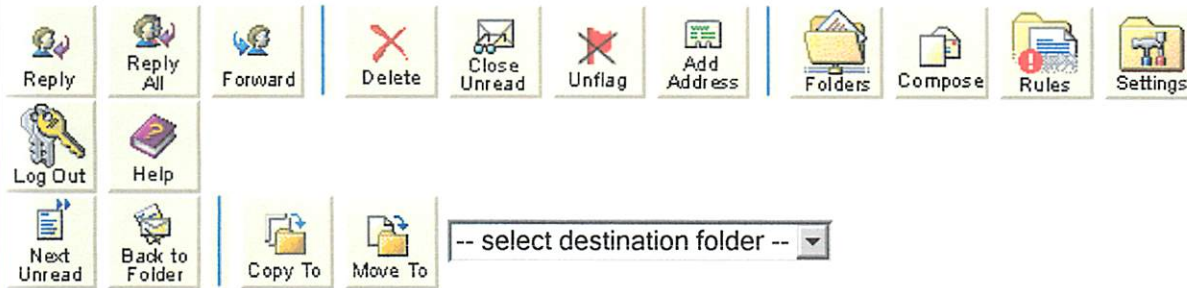 Reply Reply All Forward Delete Close Unread Unflag Add Address Folders Compose Rules Settings
Log Out Help
Next Unread Back to Folder Copy To Move To -- select destination folder --